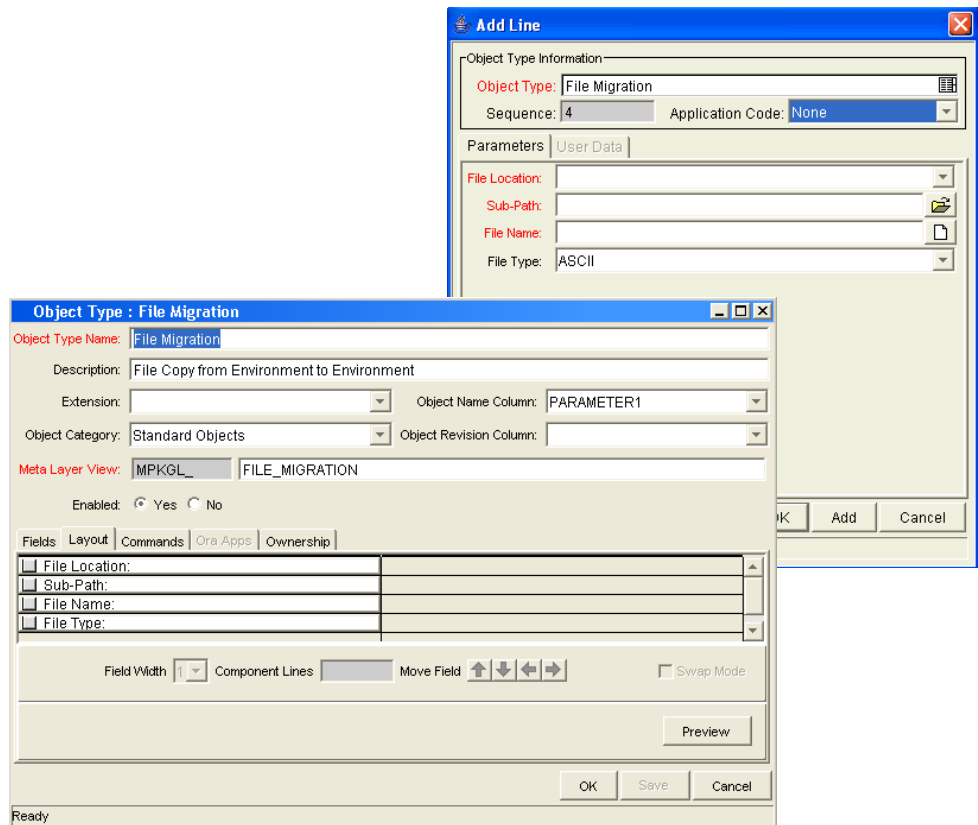 Add Line
Object Type Information
Object Type: File Migration
Sequence: 4 Application Code: None
Parameters User Data
File Location:
Sub-Path:
File Name:
File Type: ASCII
Add Cancel
Object Type : File Migration
Object Type Name: File Migration
Description: File Copy from Environment to Environment
Extension: Object Name Column: PARAMETER1
Object Category: Standard Objects Object Revision Column:
Meta Layer View: MPKGL_ FILE_MIGRATION
Enabled: Yes No
Fields Layout Commands Ora Apps Ownership
File Location:
Sub-Path:
File Name:
File Type:
Field Width 1 Component Lines Move Field Swap Mode
Preview
OK Save Cancel
Ready